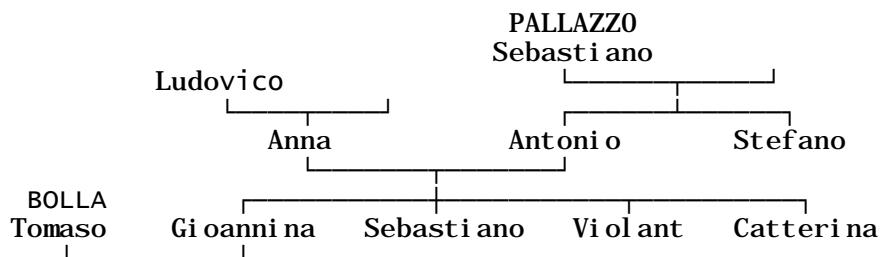 PALLAZZO
Sebastiano
Ludovico
Anna Antonio Stefano
BOLLA
Tomaso Gioannina Sebastiano Violant Catterina